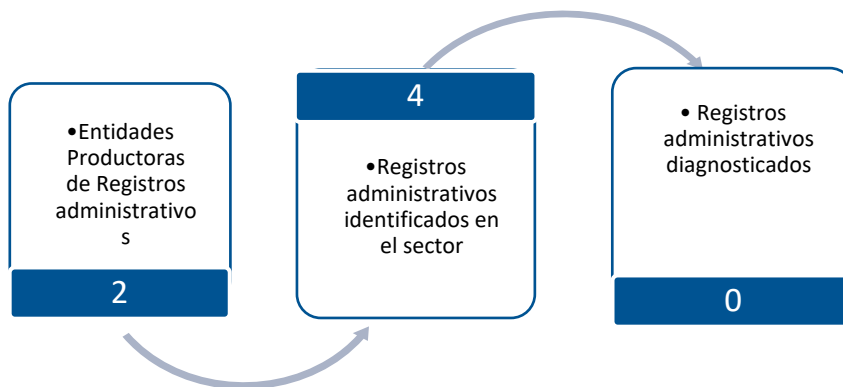 •Entidades
Productoras
de Registros
administrativo
s
2
4
•Registros
administrativos
identificados en
el sector
• Registros
administrativos
diagnosticados
0